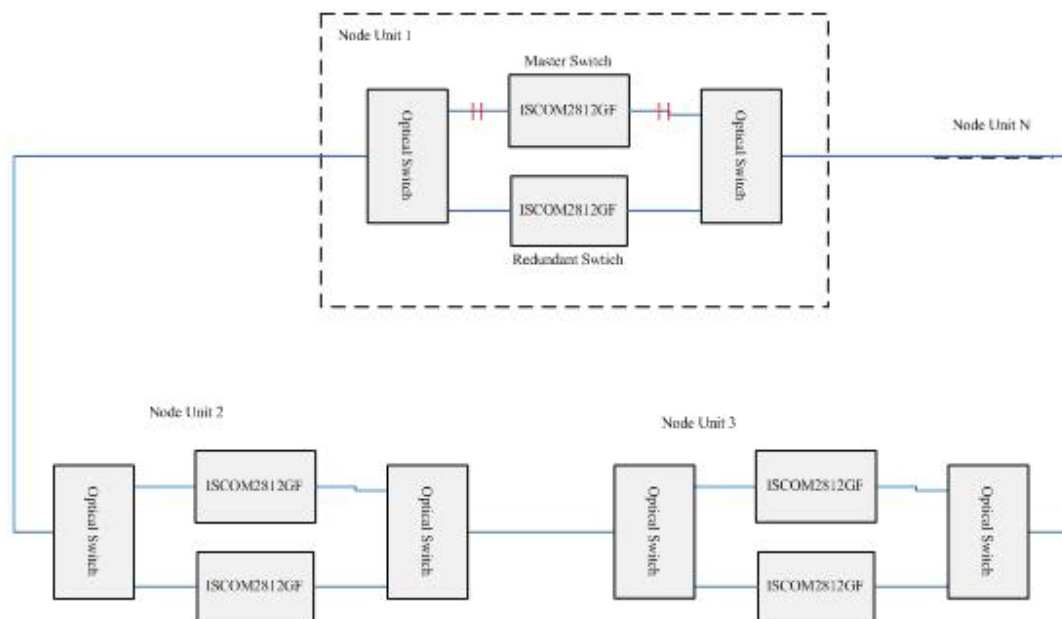 Node Unit 1
Master Switch
ISCOM2812GF
Optical Switch
Optical Switch
ISCOM2812GF
Redundant Swtich
Node Unit N
Node Unit 2
Node Unit 3
Optical Switch
ISCOM2812GF
Optical Switch
ISCOM2812GF
Optical Switch
ISCOM2812GF
Optical Switch
ISCOM2812GF